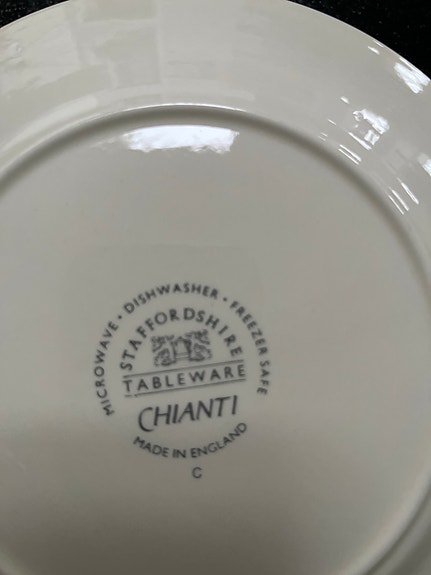 MICROWAVE • DISHWASHER • FREEZER SAFE
STAFFORDSHIRE
TABLEWARE
CHIANTI
MADE IN ENGLAND
C